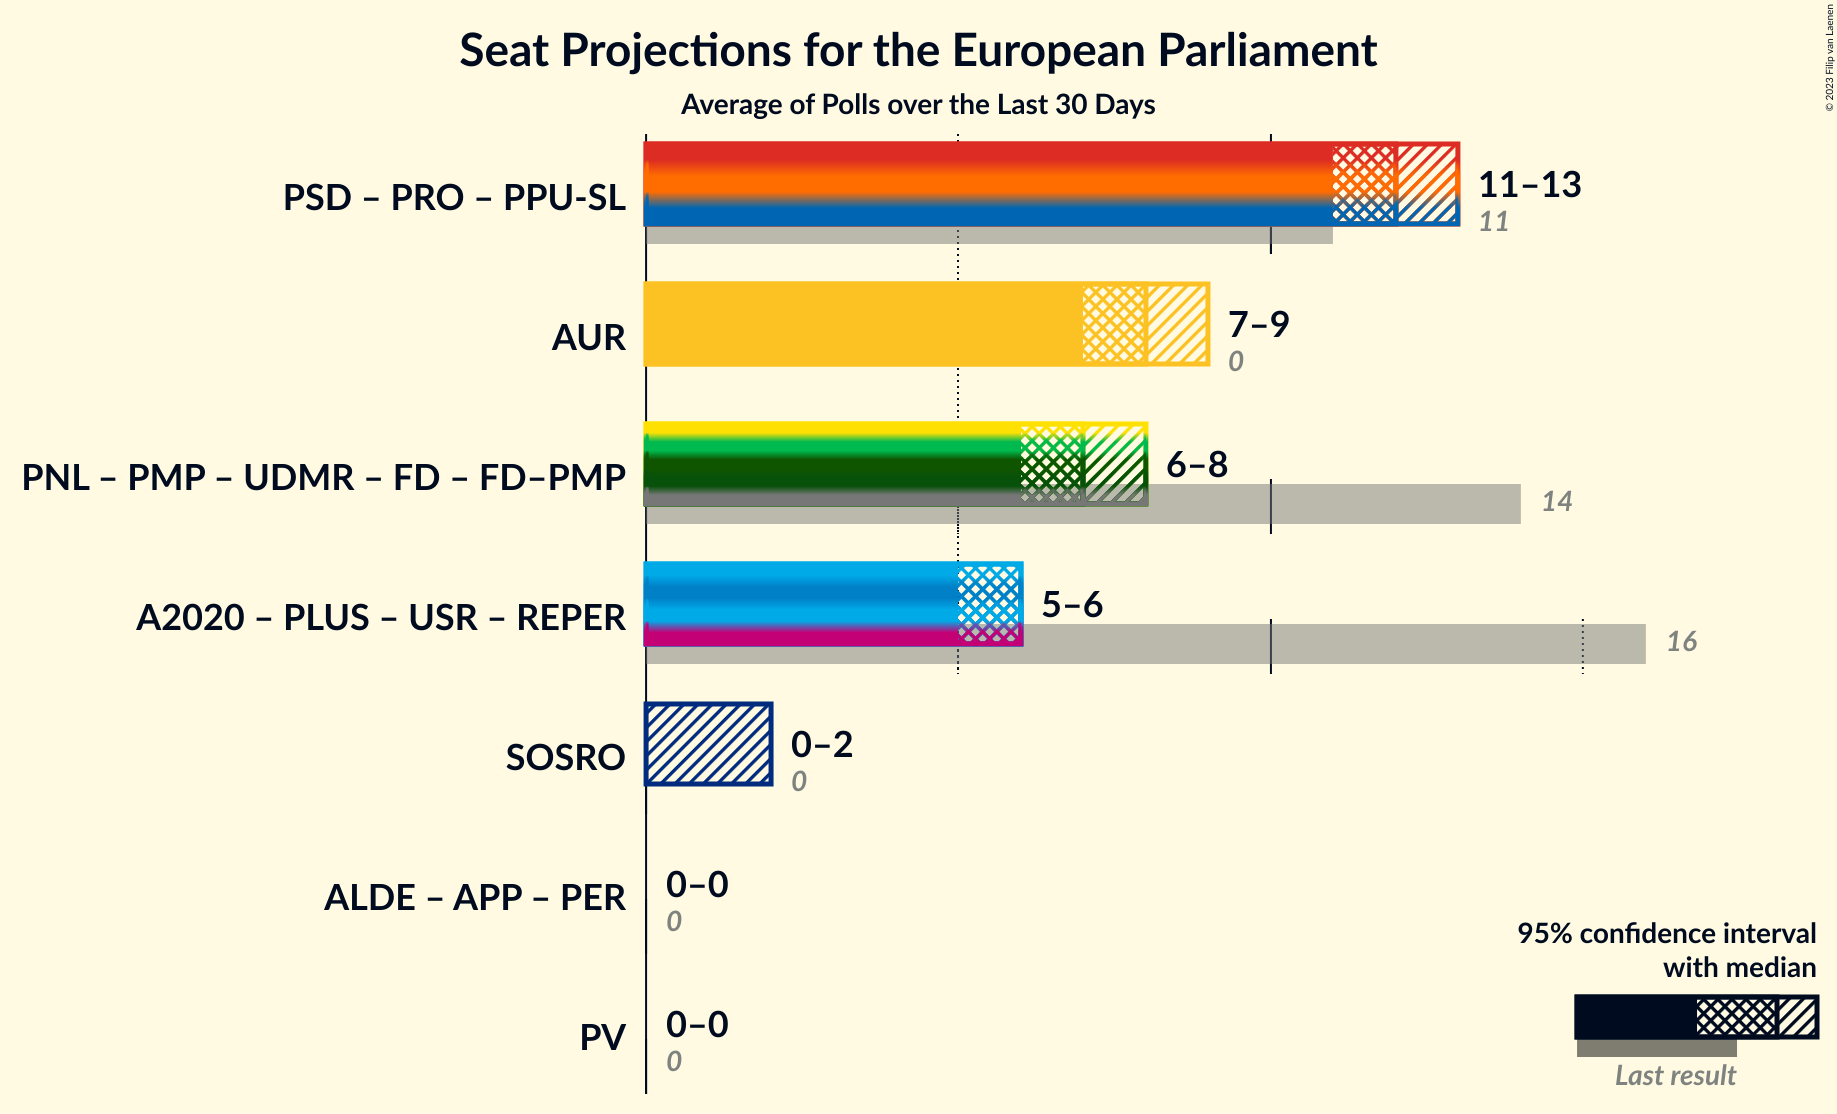 Seat Projections for the European Parliament
Average of Polls over the Last 30 Days
© 2023 Filip van Laenen
PSD – PRO – PPU-SL
11–13
11
AUR
7–9
0
PNL – PMP – UDMR – FD – FD–PMP
6–8
14
A2020 – PLUS – USR – REPER
5–6
16
SOSRO
0–2
0
ALDE – APP – PER
0–0
0
PV
0–0
0
95% confidence interval
with median
Last result